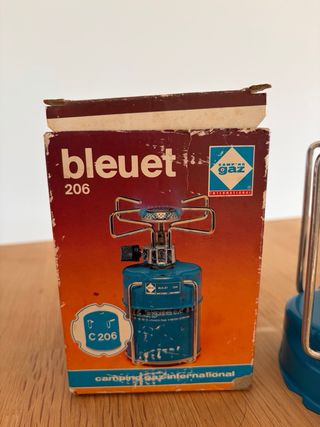 bleuet
206
CAMPING
gaz
INTERNATIONAL
C 206
camping gaz international